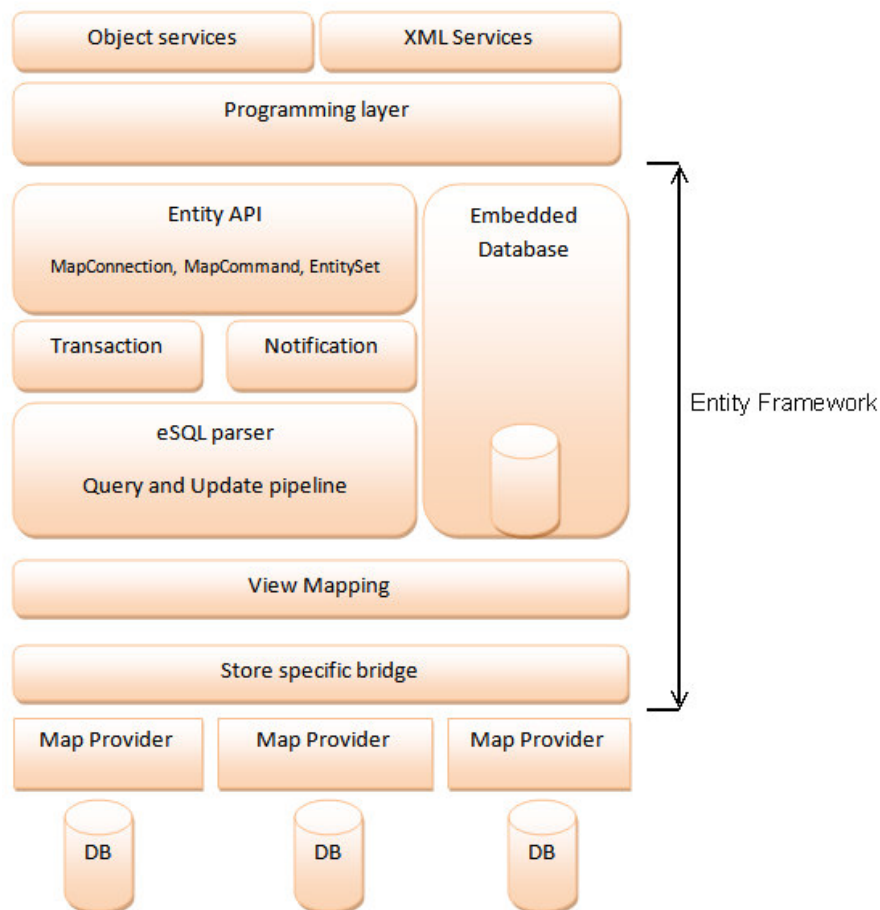 Object services
XML Services
Programming layer
Entity API
MapConnection, MapCommand, EntitySet
Embedded
Database
Transaction
Notification
eSQL parser
Query and Update pipeline
Entity Framework
View Mapping
Store specific bridge
Map Provider
Map Provider
Map Provider
DB
DB
DB